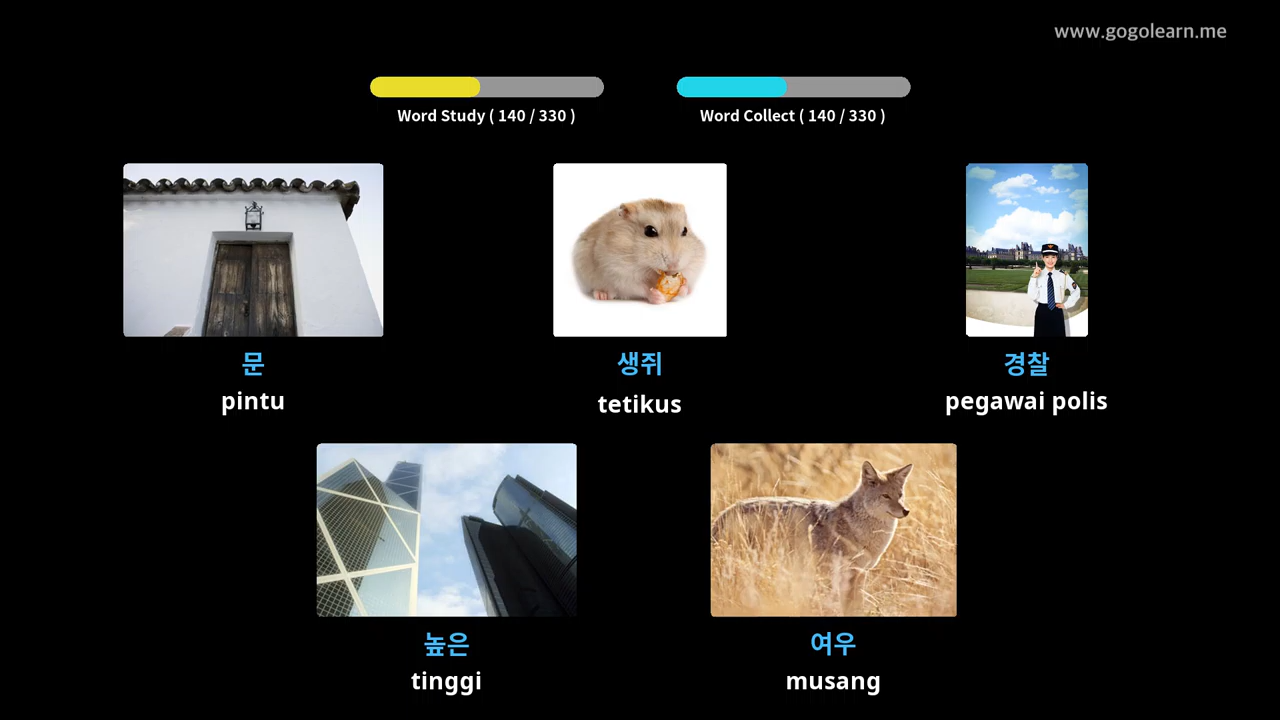 www.gogolearn.me
Word Study ( 140 / 330 )
Word Collect ( 140 / 330 )
문
pintu
생쥐
tetikus
경찰
pegawai polis
높은
tinggi
여우
musang